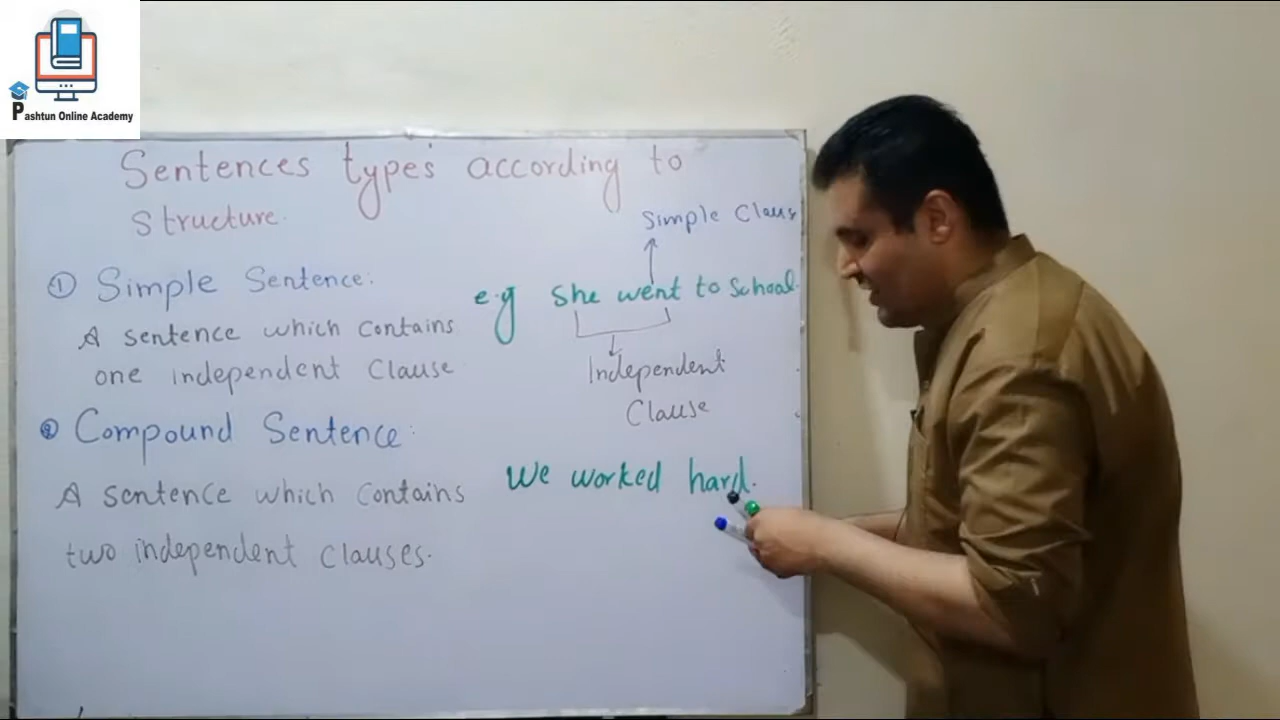 Pashtun Online Academy
Sentences types according to
structure.
Simple Claus
① Simple Sentence:
e.g She went to School.
A sentence which contains
one independent Clause
Independent
Clause
② Compound Sentence:
We worked hard.
A sentence which contains
two independent clauses.